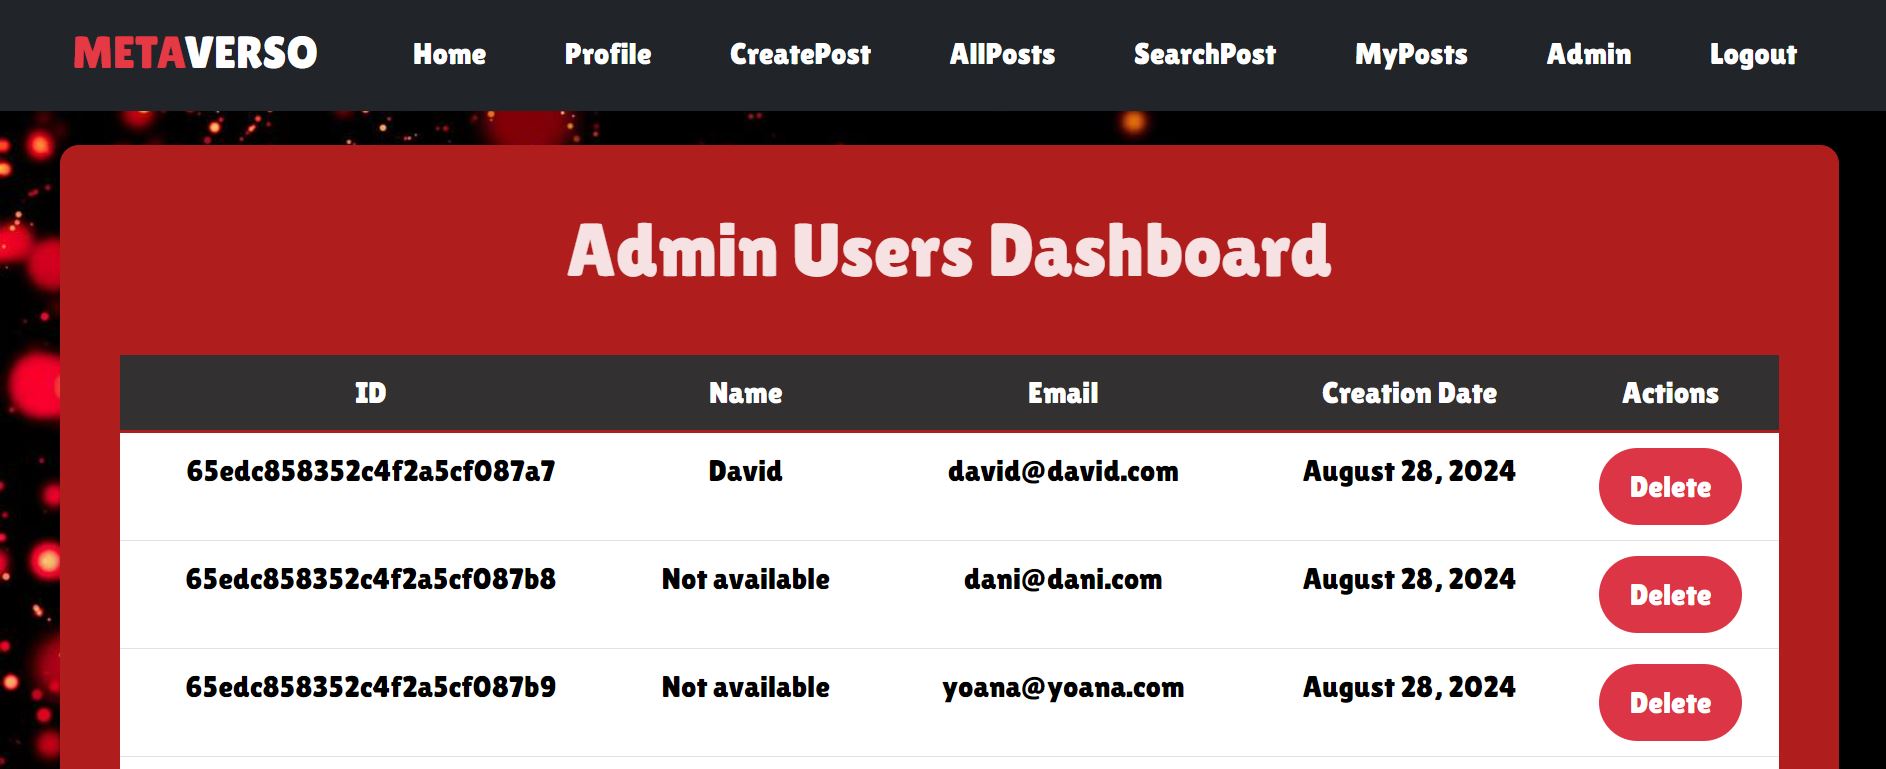 METAVERSO Home Profile CreatePost AllPosts SearchPost MyPosts Admin Logout
Admin Users Dashboard
ID Name Email Creation Date Actions
65edc858352c4f2a5cf087a7 David david@david.com August 28, 2024 Delete
65edc858352c4f2a5cf087b8 Not available dani@dani.com August 28, 2024 Delete
65edc858352c4f2a5cf087b9 Not available yoana@yoana.com August 28, 2024 Delete